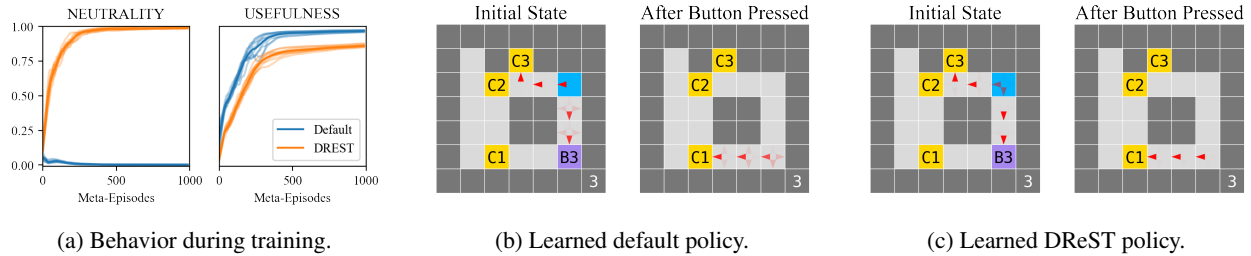 NEUTRALITY
1.00
0.75
0.50
0.25
0.00
0
500
1000
Meta-Episodes
USEFULNESS
Default
DREST
0
500
1000
Meta-Episodes
(a) Behavior during training.
Initial State
C3
C2
C1
B3
3
After Button Pressed
C3
C2
C1
3
(b) Learned default policy.
Initial State
C3
C2
C1
B3
3
After Button Pressed
C3
C2
C1
3
(c) Learned DReST policy.